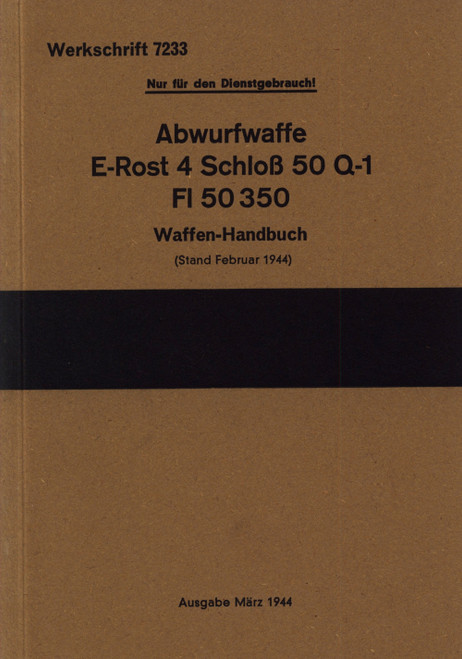 Werkschrift 7233
Nur für den Dienstgebrauch!
Abwurfwaffe
E-Rost 4 Schloß 50 Q-1
Fl 50 350
Waffen-Handbuch
(Stand Februar 1944)
Ausgabe März 1944